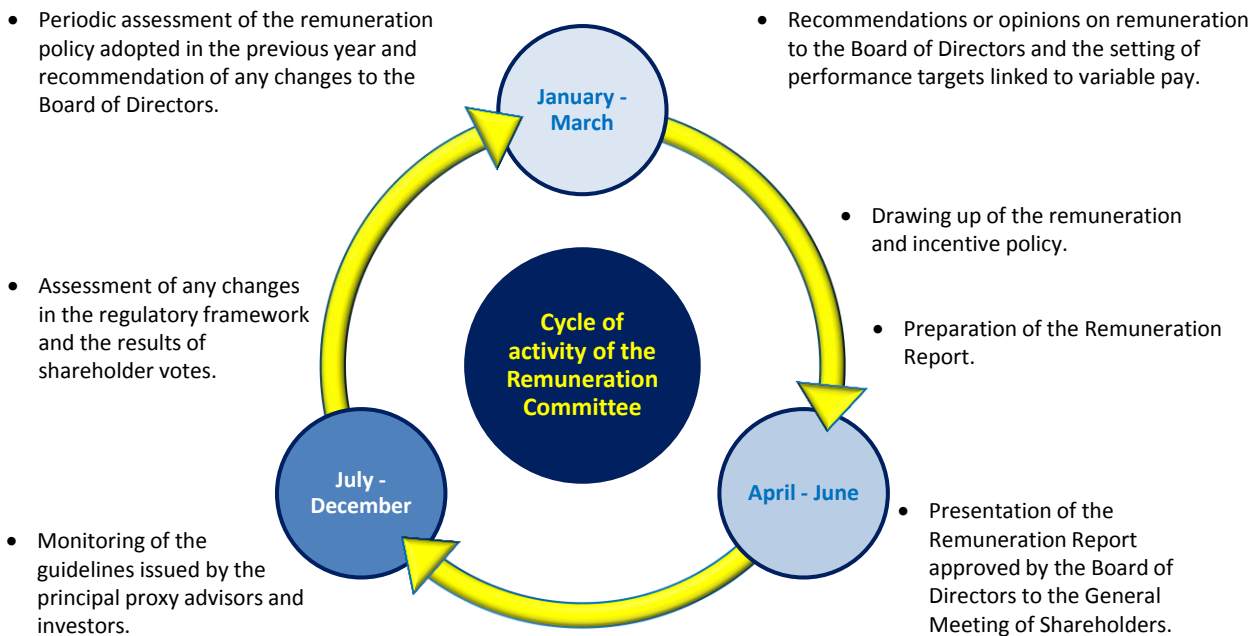 • Periodic assessment of the remuneration
policy adopted in the previous year and
recommendation of any changes to the
Board of Directors.
January -
March
• Recommendations or opinions on remuneration
to the Board of Directors and the setting of
performance targets linked to variable pay.
• Drawing up of the remuneration
and incentive policy.
• Assessment of any changes
in the regulatory framework
and the results of
shareholder votes.
Cycle of
activity of the
Remuneration
Committee
• Preparation of the Remuneration
Report.
July -
December
April - June
• Monitoring of the
guidelines issued by the
principal proxy advisors and
investors.
• Presentation of the
Remuneration Report
approved by the Board of
Directors to the General
Meeting of Shareholders.